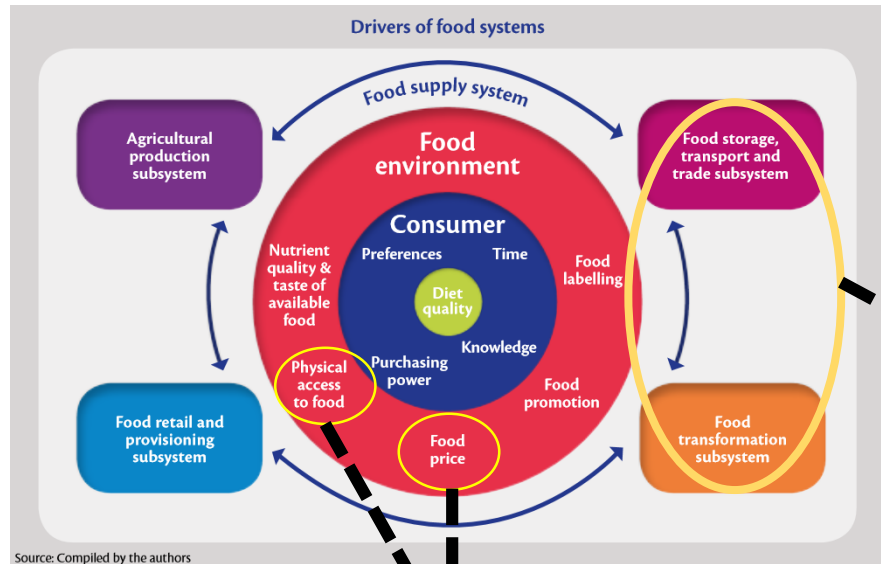 Drivers of food systems
Food supply system
Agricultural
production
subsystem
Food storage,
transport and
trade subsystem
Food
environment
Consumer
Preferences
Time
Nutrient
quality &
taste of
available
food
Food
labelling
Diet
quality
Knowledge
Purchasing
power
Physical
access
to food
Food
promotion
Food
price
Food retail and
provisioning
subsystem
Food
transformation
subsystem
Source: Compiled by the authors